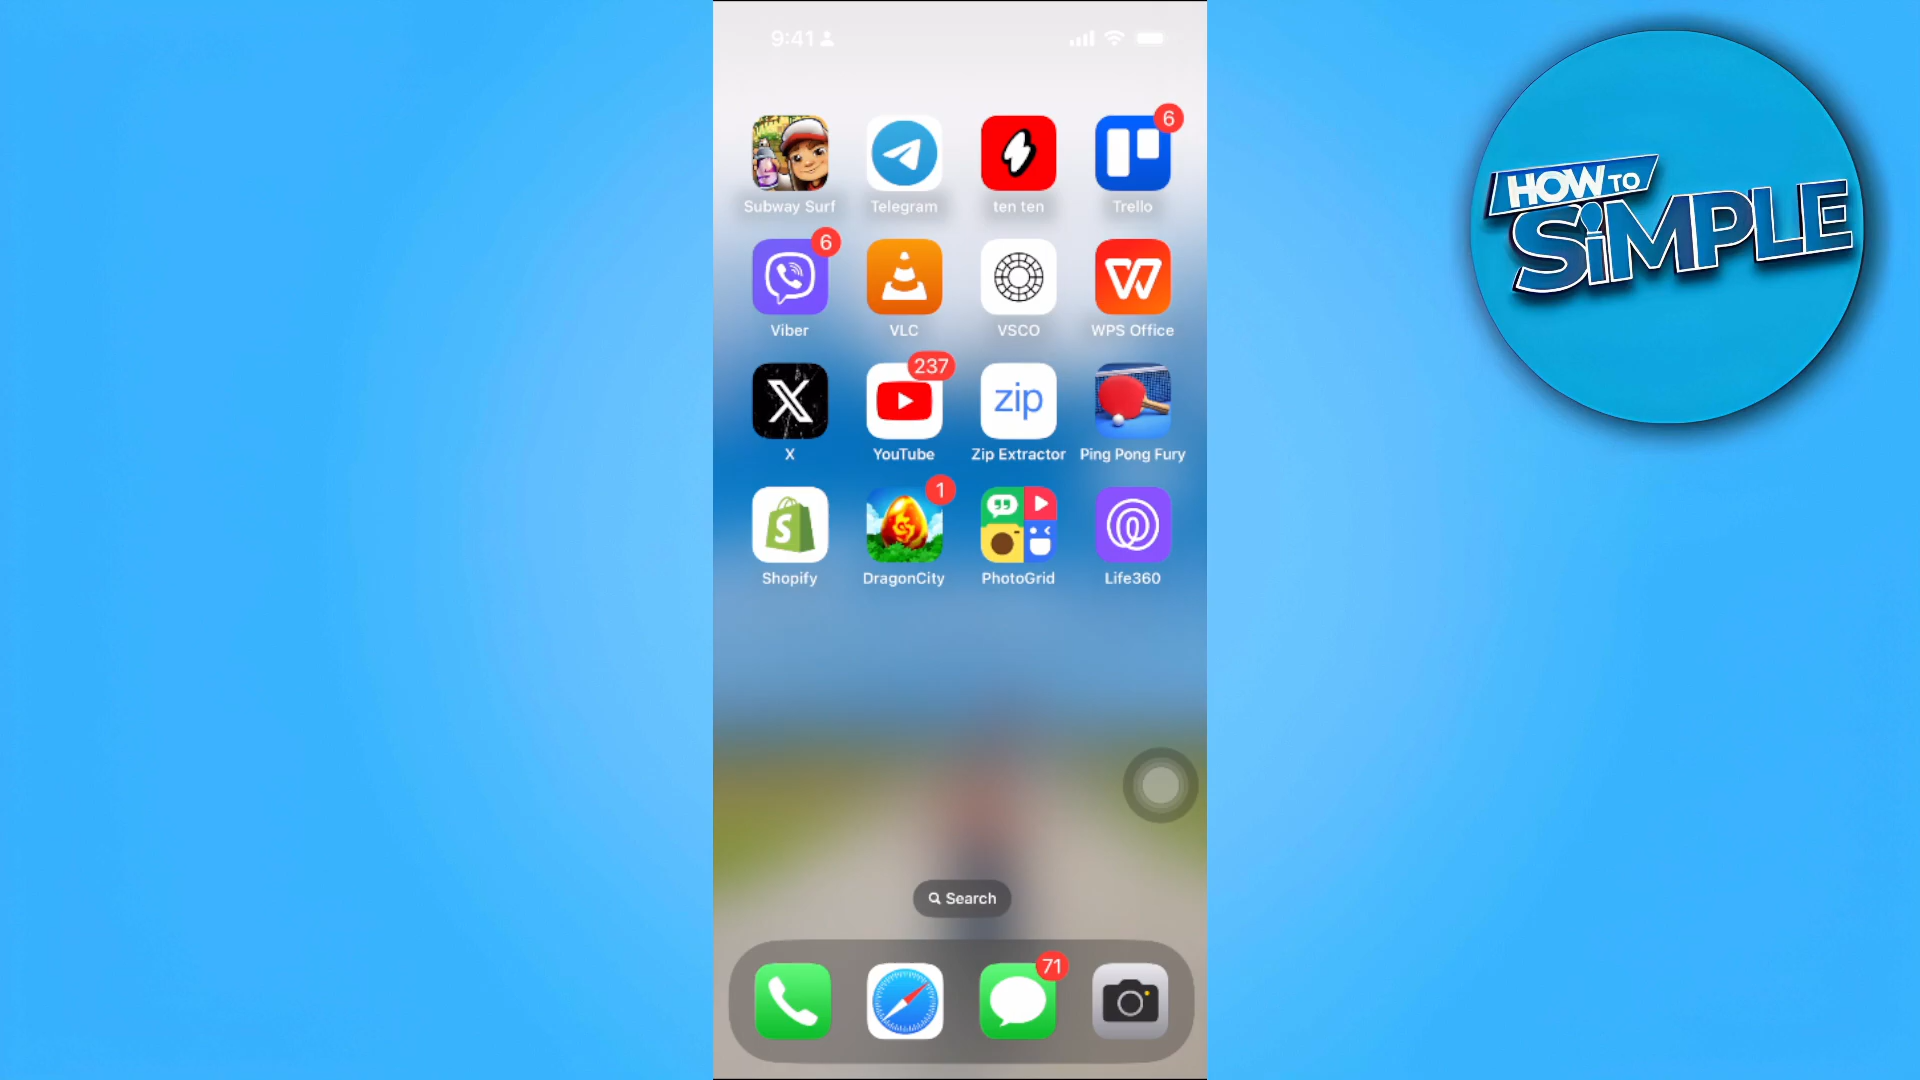 9:41
HOW TO
SiMPLE
6
Subway Surf
Telegram
ten ten
Trello
6
Viber
VLC
VSCO
WPS Office
237
zip
X
YouTube
Zip Extractor
Ping Pong Fury
1
Shopify
DragonCity
PhotoGrid
Life360
Search
71